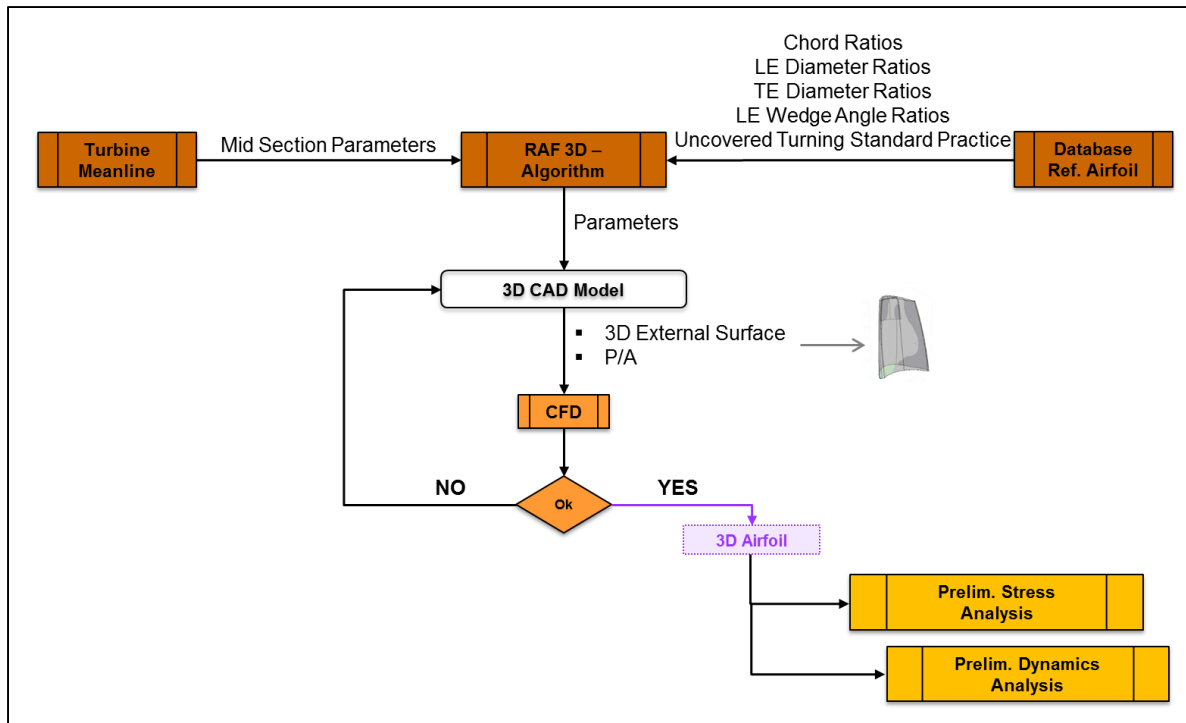 Chord Ratios
LE Diameter Ratios
TE Diameter Ratios
LE Wedge Angle Ratios
Uncovered Turning Standard Practice
Turbine
Meanline
Mid Section Parameters
RAF 3D –
Algorithm
Database
Ref. Airfoil
Parameters
3D CAD Model
▪ 3D External Surface
▪ P/A
CFD
NO
Ok
YES
3D Airfoil
Prelim. Stress
Analysis
Prelim. Dynamics
Analysis